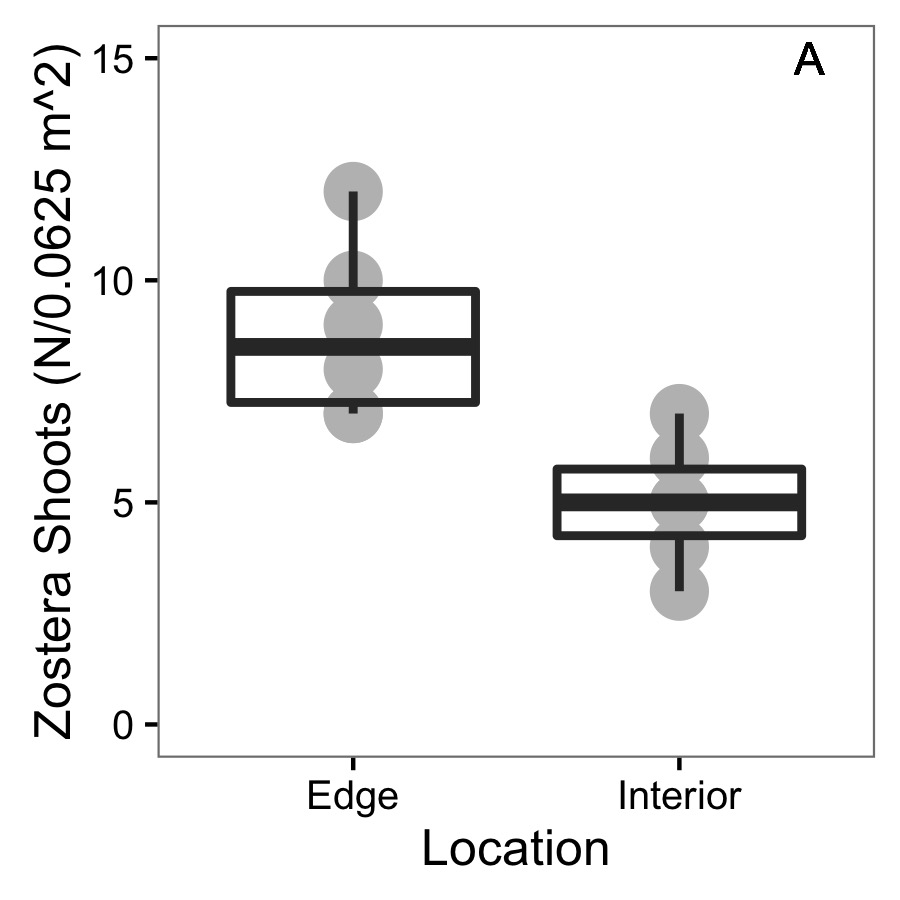 Zostera Shoots (N/0.0625 m^2)
15
10
5
0
A
Edge
Interior
Location